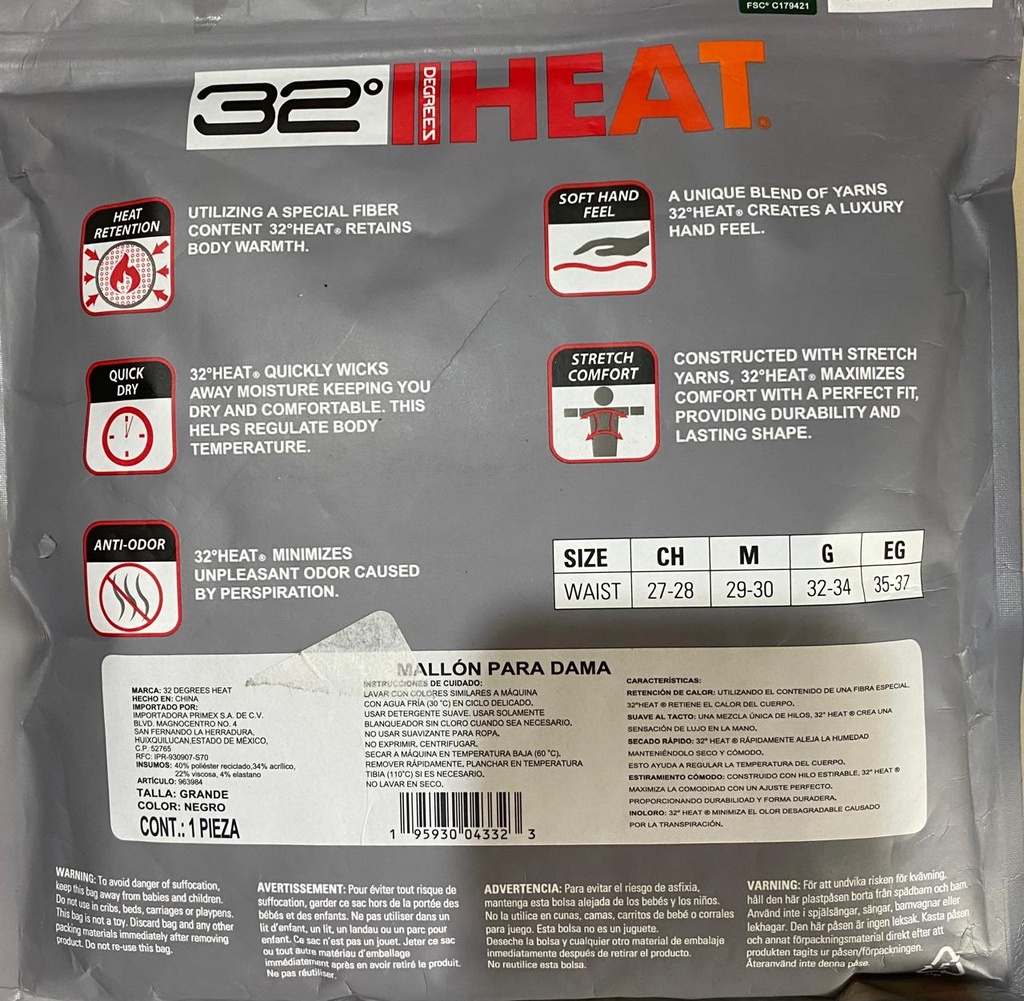 FSC® C179421
32° DEGREES HEAT®
HEAT
RETENTION
UTILIZING A SPECIAL FIBER
CONTENT 32°HEAT® RETAINS
BODY WARMTH.
SOFT HAND
FEEL
A UNIQUE BLEND OF YARNS
32°HEAT® CREATES A LUXURY
HAND FEEL.
QUICK
DRY
32°HEAT® QUICKLY WICKS
AWAY MOISTURE KEEPING YOU
DRY AND COMFORTABLE. THIS
HELPS REGULATE BODY
TEMPERATURE.
STRETCH
COMFORT
CONSTRUCTED WITH STRETCH
YARNS, 32°HEAT® MAXIMIZES
COMFORT WITH A PERFECT FIT,
PROVIDING DURABILITY AND
LASTING SHAPE.
ANTI-ODOR
32°HEAT® MINIMIZES
UNPLEASANT ODOR CAUSED
BY PERSPIRATION.
SIZE CH M G EG
WAIST 27-28 29-30 32-34 35-37
MALLÓN PARA DAMA
MARCA: 32 DEGREES HEAT
HECHO EN: CHINA
IMPORTADO POR:
IMPORTADORA PRIMEX S.A. DE C.V.
BLVD. MAGNOCENTRO NO. 4
SAN FERNANDO LA HERRADURA,
HUIXQUILUCAN,ESTADO DE MÉXICO,
C.P. 52765
RFC: IPR-930907-S70
INSUMOS: 40% poliéster reciclado,34% acrílico,
22% viscosa, 4% elastano
ARTÍCULO: 963984
TALLA: GRANDE
COLOR: NEGRO
CONT.: 1 PIEZA
INSTRUCCIONES DE CUIDADO:
LAVAR CON COLORES SIMILARES A MÁQUINA
CON AGUA FRÍA (30 °C) EN CICLO DELICADO.
USAR DETERGENTE SUAVE. USAR SOLAMENTE
BLANQUEADOR SIN CLORO CUANDO SEA NECESARIO.
NO USAR SUAVIZANTE PARA ROPA.
NO EXPRIMIR, CENTRIFUGAR.
SECAR A MÁQUINA EN TEMPERATURA BAJA (60 °C).
REMOVER RÁPIDAMENTE. PLANCHAR EN TEMPERATURA
TIBIA (110°C) SI ES NECESARIO.
NO LAVAR EN SECO.
1 95930 04332 3
CARACTERÍSTICAS:
RETENCIÓN DE CALOR: UTILIZANDO EL CONTENIDO DE UNA FIBRA ESPECIAL,
32°HEAT ® RETIENE EL CALOR DEL CUERPO.
SUAVE AL TACTO: UNA MEZCLA ÚNICA DE HILOS, 32° HEAT ® CREA UNA
SENSACIÓN DE LUJO EN LA MANO.
SECADO RÁPIDO: 32° HEAT ® RÁPIDAMENTE ALEJA LA HUMEDAD
MANTENIÉNDOLO SECO Y CÓMODO.
ESTO AYUDA A REGULAR LA TEMPERATURA DEL CUERPO.
ESTIRAMIENTO CÓMODO: CONSTRUIDO CON HILO ESTIRABLE, 32° HEAT ®
MAXIMIZA LA COMODIDAD CON UN AJUSTE PERFECTO.
PROPORCIONANDO DURABILIDAD Y FORMA DURADERA.
INOLORO: 32° HEAT ® MINIMIZA EL OLOR DESAGRADABLE CAUSADO
POR LA TRANSPIRACIÓN.
WARNING: To avoid danger of suffocation,
keep this bag away from babies and children.
Do not use in cribs, beds, carriages or playpens.
This bag is not a toy. Discard bag and any other
packing materials immediately after removing
product. Do not re-use this bag.
AVERTISSEMENT: Pour éviter tout risque de
suffocation, garder ce sac hors de la portée des
bébés et des enfants. Ne pas utiliser dans un
lit d'enfant, un lit, un landau ou un parc pour
enfant. Ce sac n'est pas un jouet. Jeter ce sac
ou tout autre matériau d'emballage
immédiatement après en avoir retiré le produit.
Ne pas réutiliser.
ADVERTENCIA: Para evitar el riesgo de asfixia,
mantenga esta bolsa alejada de los bebés y los niños.
No la utilice en cunas, camas, carritos de bebé o corrales
para juego. Esta bolsa no es un juguete.
Deseche la bolsa y cualquier otro material de embalaje
inmediatamente después de retirar el producto.
No reutilice esta bolsa.
VARNING: För att undvika risken för kvävning,
håll den här plastpåsen borta från spädbarn och barn.
Använd inte i spjälsängar, sängar, barnvagnar eller
lekhagar. Den här påsen är ingen leksak. Kasta påsen
och annat förpackningsmaterial direkt efter att
produkten tagits ur påsen/förpackningen.
Återanvänd inte denna påse.